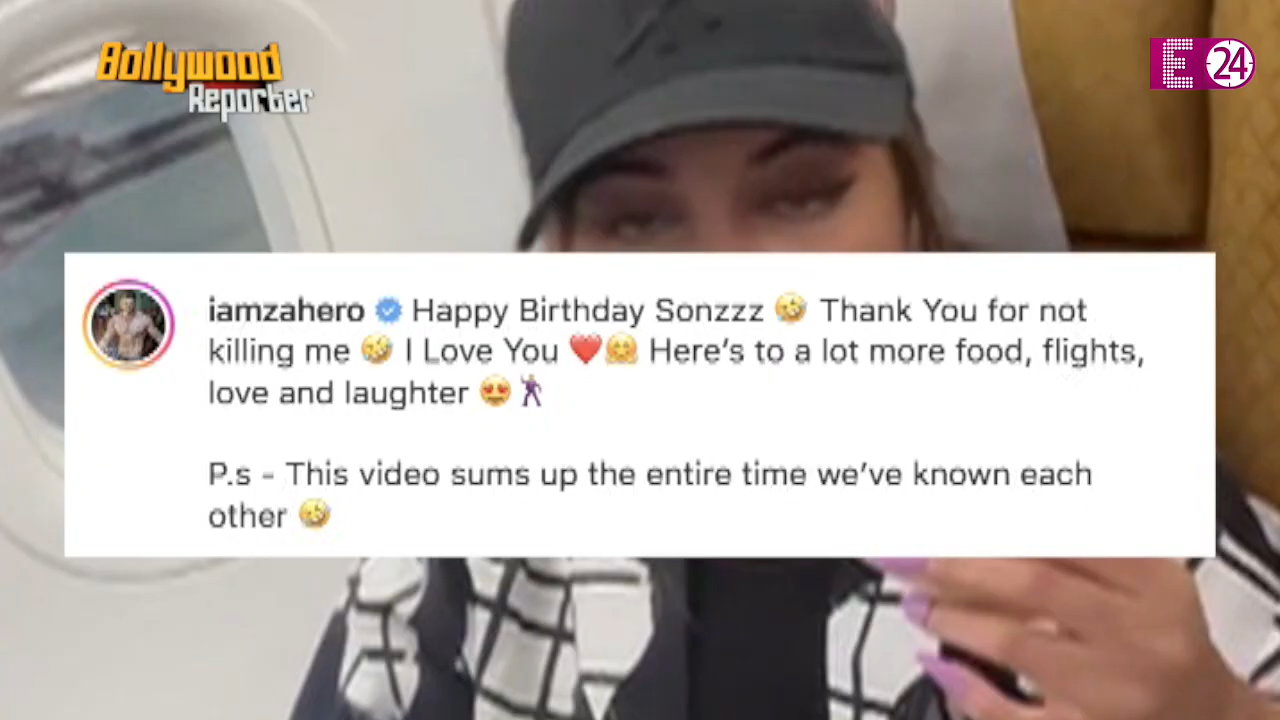 Bollywood
Reporter
E 24
iamzahero Happy Birthday Sonzzz 🤣 Thank You for not
killing me 🤣 I Love You ❤️🤗 Here's to a lot more food, flights,
love and laughter 😍🕺
P.s - This video sums up the entire time we've known each
other 🤣